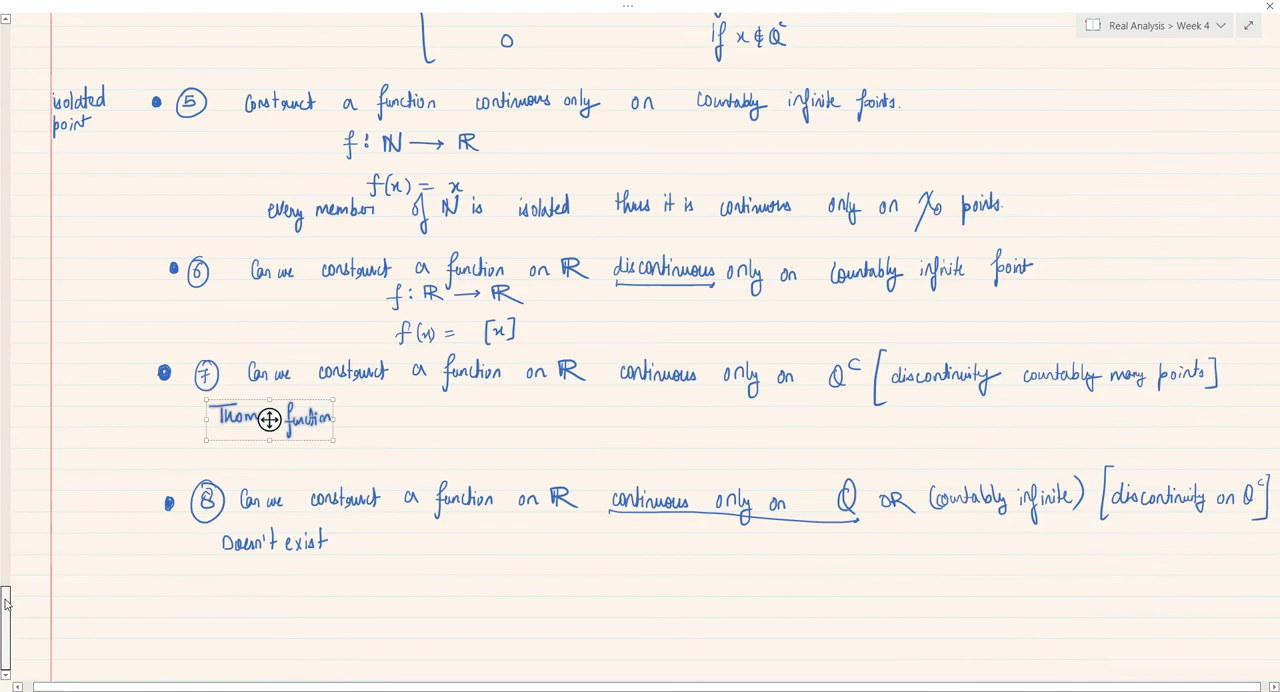 Real Analysis > Week 4
0 if x ∉ Q^c
isolated point
⑤ Construct a function continuous only on countably infinite points.
f : ℕ ⟶ ℝ
f(x) = x
every member of ℕ is isolated thus it is continuous only on ℵ₀ points.
⑥ Can we construct a function on ℝ discontinuous only on countably infinite point
f : ℝ ⟶ ℝ
f(x) = [x]
⑦ Can we construct a function on ℝ continuous only on Q^c [discontinuity countably many points]
function
⑧ Can we construct a function on ℝ continuous only on Q OR (countably infinite) [discontinuity on Q^c]
Doesn't exist